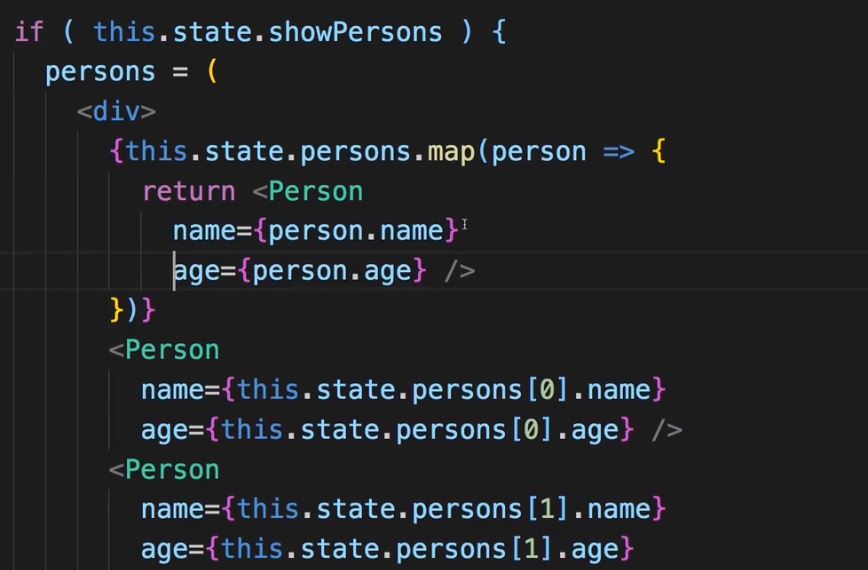 if ( this.state.showPersons ) {
persons = (
<div>
{this.state.persons.map(person => {
return <Person
name={person.name}
age={person.age} />
})}
<Person
name={this.state.persons[0].name}
age={this.state.persons[0].age} />
<Person
name={this.state.persons[1].name}
age={this.state.persons[1].age}